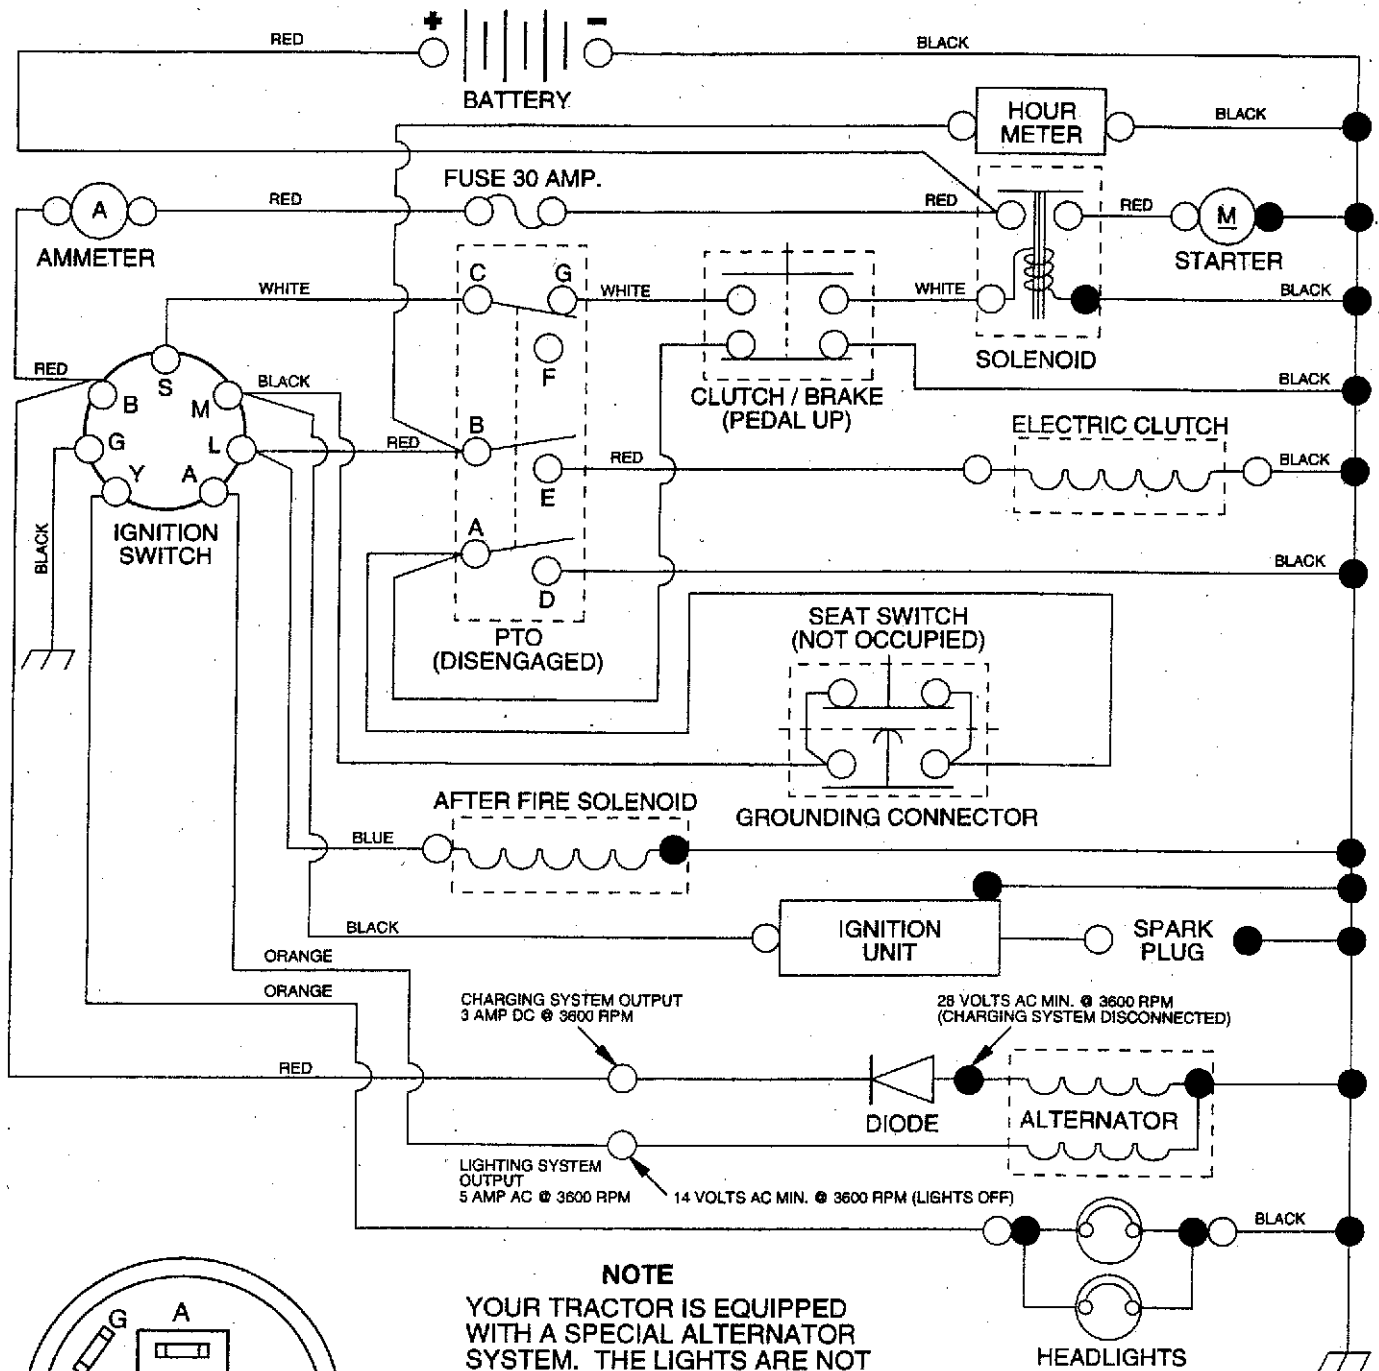 + -
RED
BLACK
BATTERY
HOUR
METER
BLACK
FUSE 30 AMP.
A
RED
RED
RED
M
AMMETER
STARTER
C G
WHITE
WHITE
WHITE
BLACK
F
SOLENOID
RED
S
BLACK
BLACK
B
M
CLUTCH / BRAKE
(PEDAL UP)
ELECTRIC CLUTCH
G
L
RED
B
RED
BLACK
Y A
E
IGNITION
SWITCH
BLACK
A
BLACK
D
PTO
(DISENGAGED)
SEAT SWITCH
(NOT OCCUPIED)
AFTER FIRE SOLENOID
GROUNDING CONNECTOR
BLUE
BLACK
IGNITION
UNIT
SPARK
PLUG
ORANGE
ORANGE
CHARGING SYSTEM OUTPUT
3 AMP DC @ 3600 RPM
28 VOLTS AC MIN. @ 3600 RPM
(CHARGING SYSTEM DISCONNECTED)
RED
DIODE
ALTERNATOR
LIGHTING SYSTEM
OUTPUT
5 AMP AC @ 3600 RPM
14 VOLTS AC MIN. @ 3600 RPM (LIGHTS OFF)
BLACK
HEADLIGHTS
NOTE
YOUR TRACTOR IS EQUIPPED
WITH A SPECIAL ALTERNATOR
SYSTEM. THE LIGHTS ARE NOT
G A